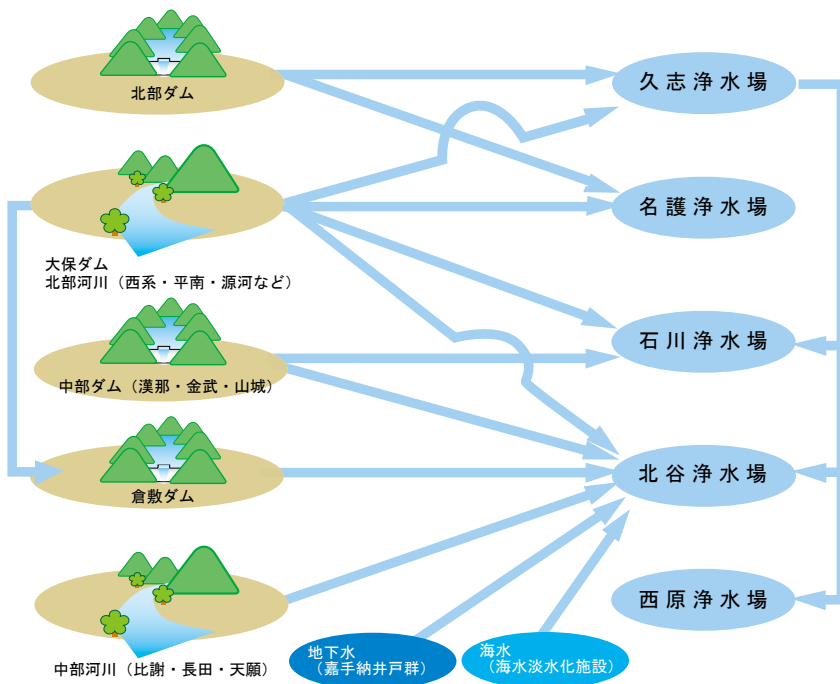 北部ダム
久志浄水場
名護浄水場
大保ダム
北部河川（西系・平南・源河など）
石川浄水場
中部ダム（漢那・金武・山城）
北谷浄水場
倉敷ダム
西原浄水場
中部河川（比謝・長田・天願）
地下水
（嘉手納井戸群）
海水
（海水淡水化施設）